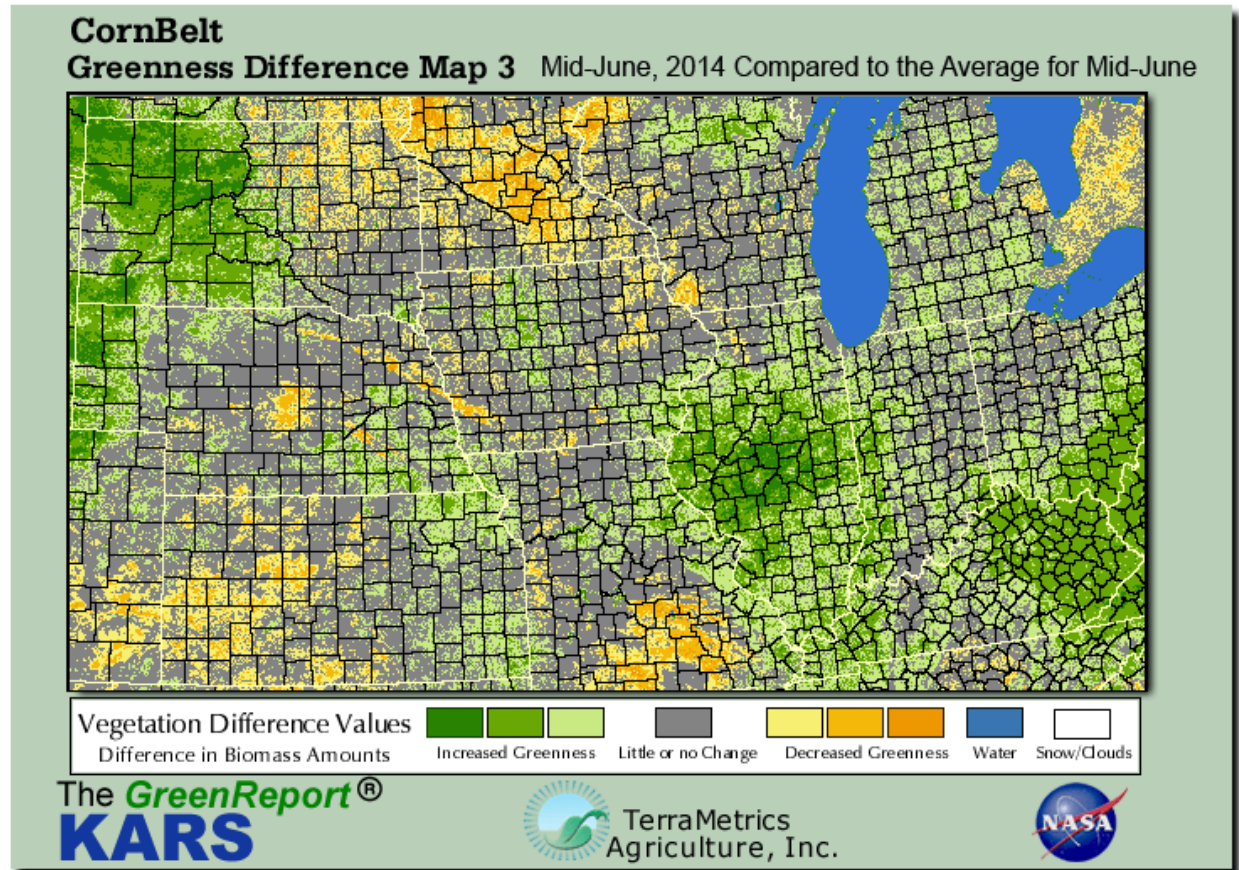 CornBelt
Greenness Difference Map 3 Mid-June, 2014 Compared to the Average for Mid-June
Vegetation Difference Values
Difference in Biomass Amounts
Increased Greenness Little or no Change Decreased Greenness Water Snow/Clouds
The GreenReport®
KARS
TerraMetrics
Agriculture, Inc.
NASA